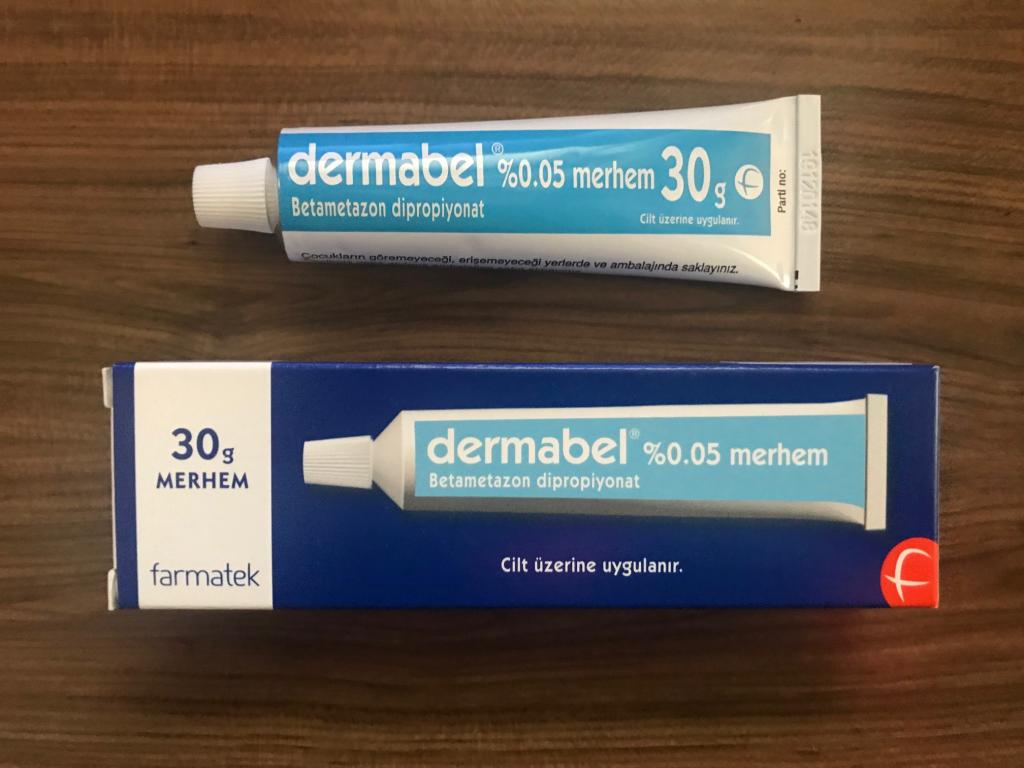 dermabel® %0.05 merhem 30g
Betametazon dipropiyonat
Cilt üzerine uygulanır.
Parti no:
Çocukların göremeyeceği, erişemeyeceği yerlerde ve ambalajında saklayınız.
30g
MERHEM
farmatek
dermabel® %0.05 merhem
Betametazon dipropiyonat
Cilt üzerine uygulanır.